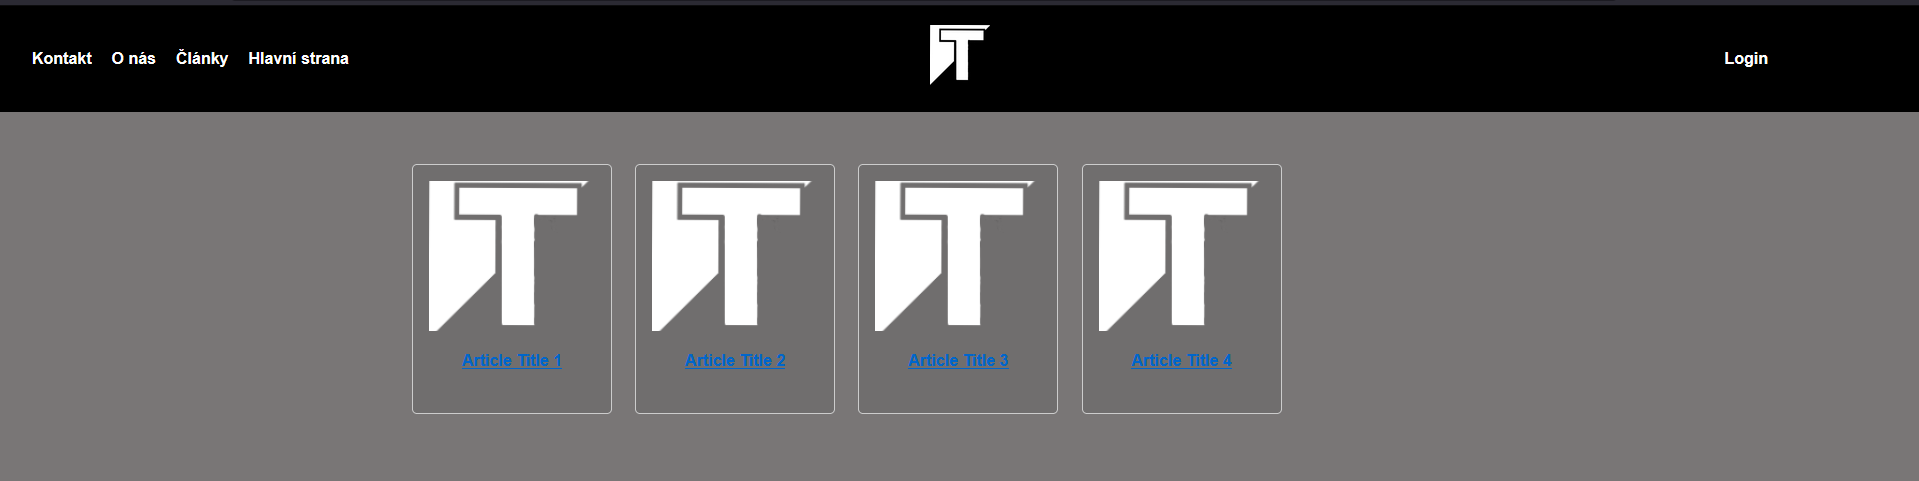 Kontakt O nás Články Hlavní strana Login
Article Title 1 Article Title 2 Article Title 3 Article Title 4